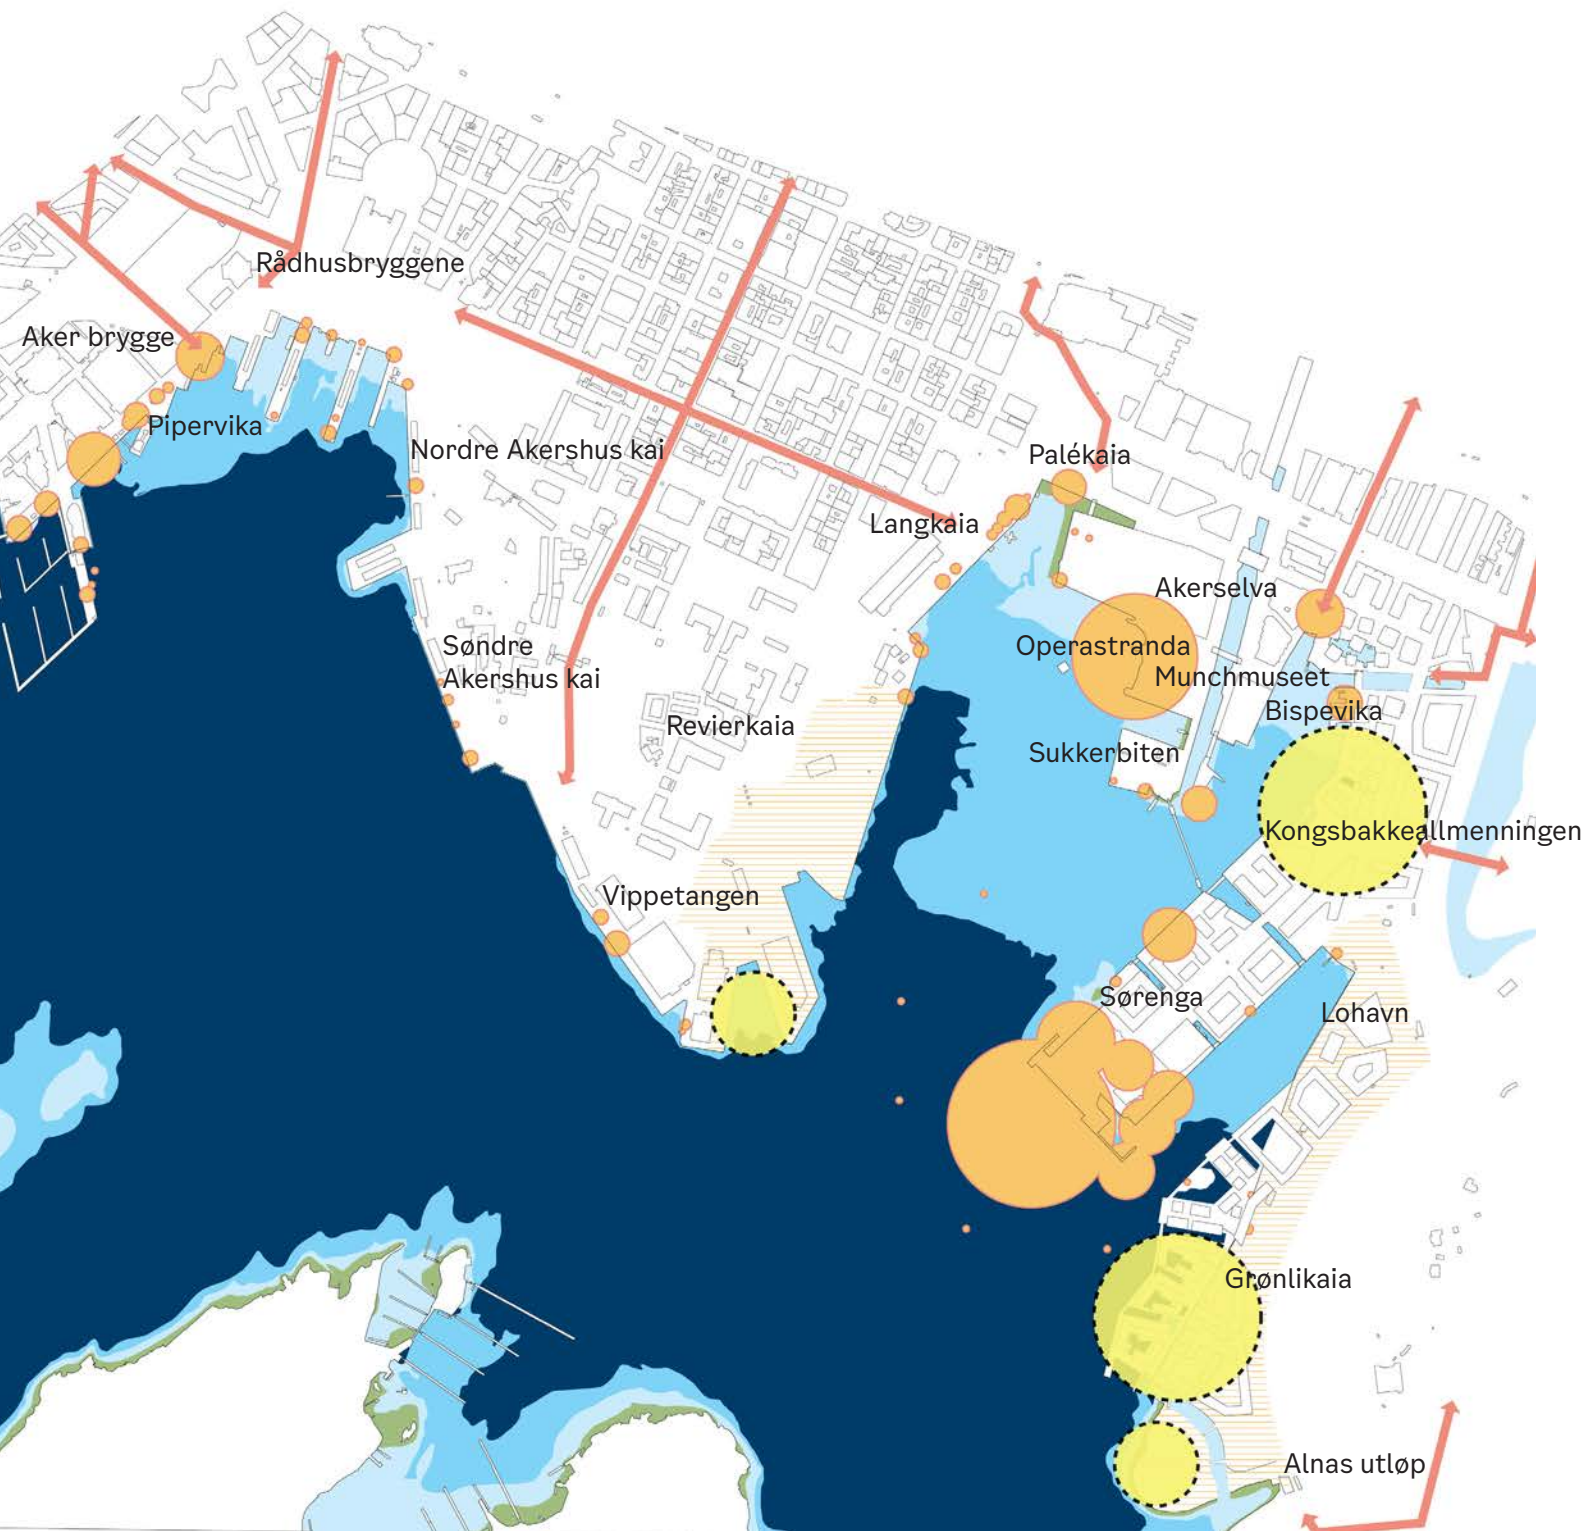 Rådhusbryggene
Aker brygge
Pipervika
Nordre Akershus kai
Palékaia
Langkaia
Akerselva
Søndre
Akershus kai
Operastranda
Munchmuseet
Bispevika
Revierkaia
Sukkerbiten
Kongsbakkeallmenningen
Vippetangen
Sørenga
Lohavn
Grønlikaia
Alnas utløp